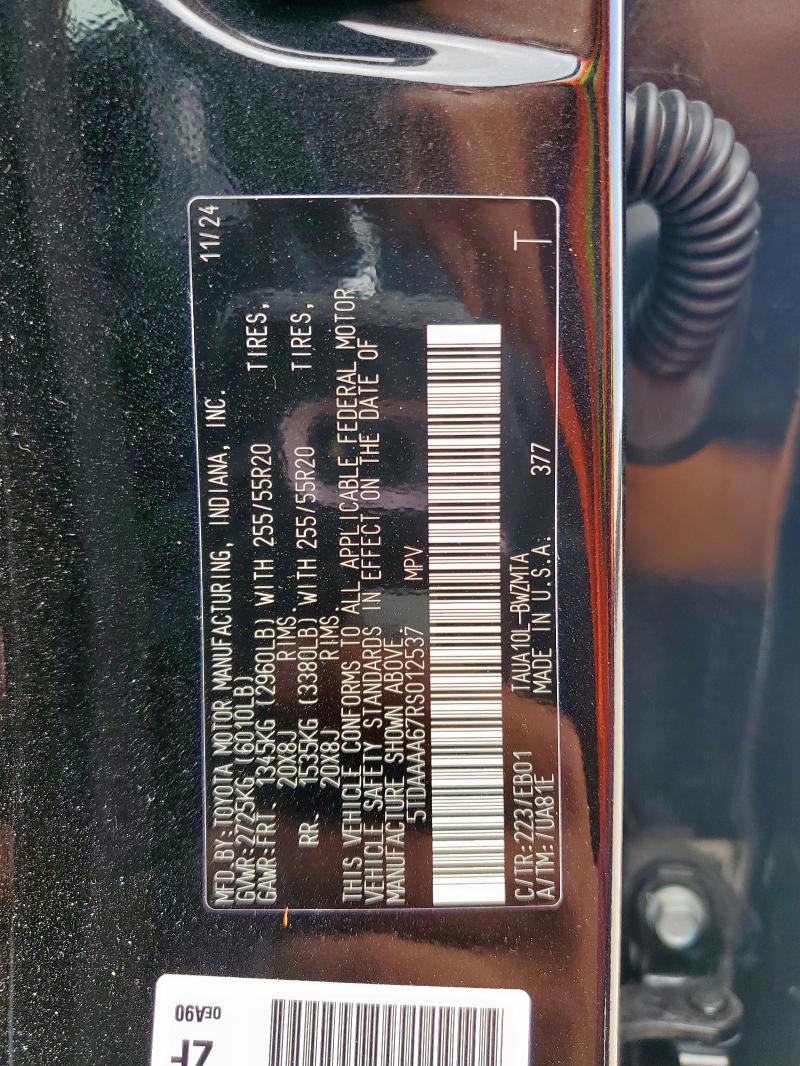 MFD.BY:TOYOTA MOTOR MANUFACTURING, INDIANA, INC. 11/24
GVWR:2725KG(6010LB)
GAWR:FRT. 1345KG(2960LB) WITH 255/55R20 TIRES,
20X8J RIMS.
RR. 1535KG(3380LB) WITH 255/55R20 TIRES,
20X8J RIMS.
THIS VEHICLE CONFORMS TO ALL APPLICABLE FEDERAL MOTOR
VEHICLE SAFETY STANDARDS IN EFFECT ON THE DATE OF
MANUFACTURE SHOWN ABOVE.
5TDAAAA67RS012537 MPV
C/TR:223/EB01 TAUA10L-BWZMTA T
A/TM:7UA81E MADE IN U.S.A. 377
0EA90